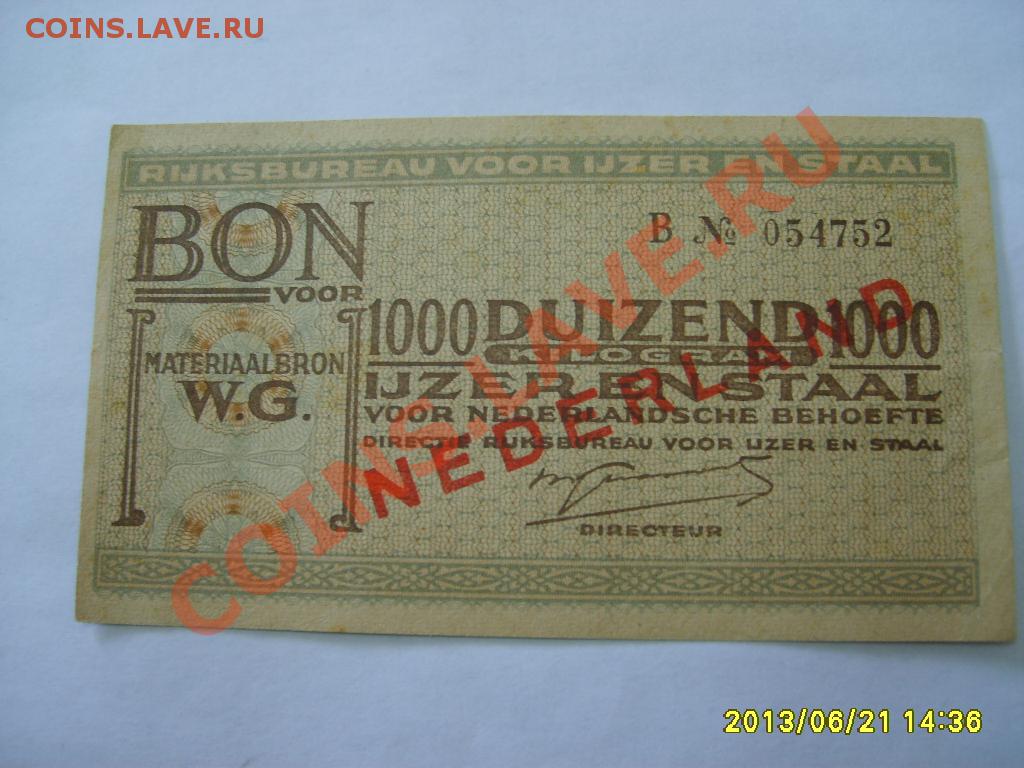 COINS.LAVE.RU
RIJKSBUREAU VOOR IJZER EN STAAL
BON
VOOR
MATERIAALBRON
W.G.
B № 054752
1000 DUIZEND 1000
KILOGRAM
IJZER EN STAAL
VOOR NEDERLANDSCHE BEHOEFTE
DIRECTIE RIJKSBUREAU VOOR IJZER EN STAAL
DIRECTEUR
NEDERLAND
COINS.LAVE.RU
2013/06/21 14:36